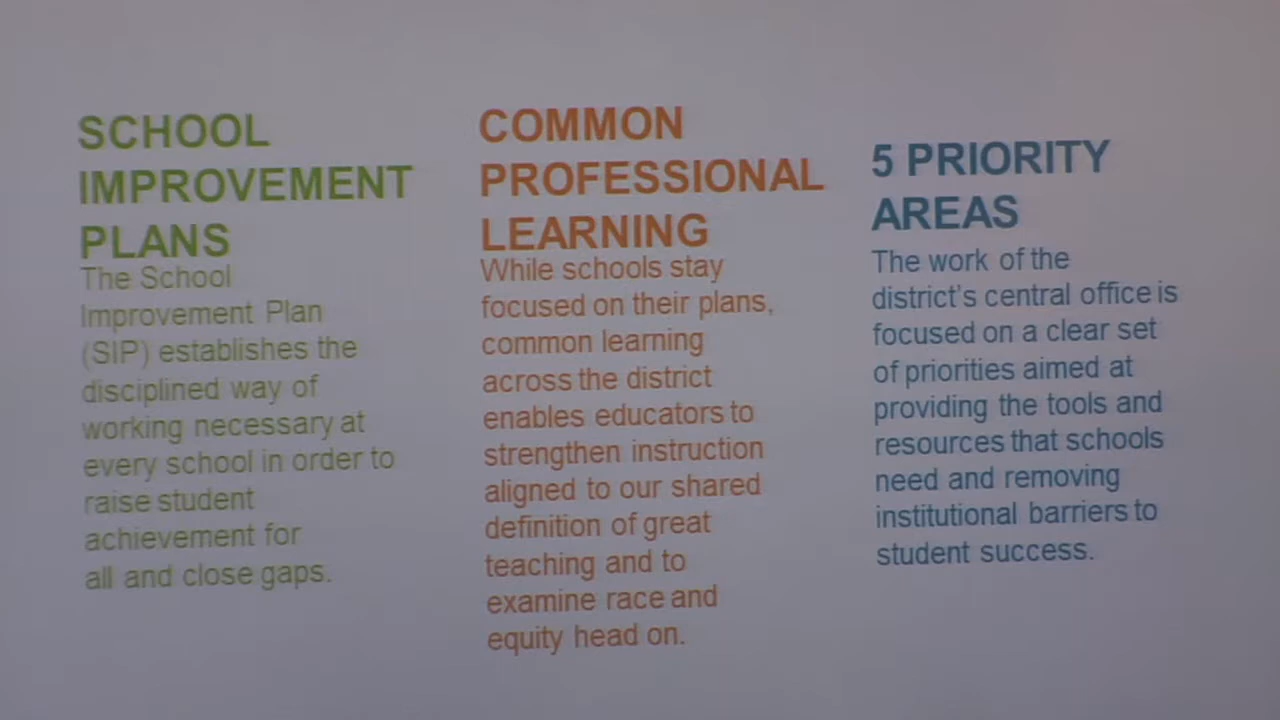 SCHOOL
IMPROVEMENT
PLANS
The School
Improvement Plan
(SIP) establishes the
disciplined way of
working necessary at
every school in order to
raise student
achievement for
all and close gaps.
COMMON
PROFESSIONAL
LEARNING
While schools stay
focused on their plans,
common learning
across the district
enables educators to
strengthen instruction
aligned to our shared
definition of great
teaching and to
examine race and
equity head on.
5 PRIORITY
AREAS
The work of the
district's central office is
focused on a clear set
of priorities aimed at
providing the tools and
resources that schools
need and removing
institutional barriers to
student success.